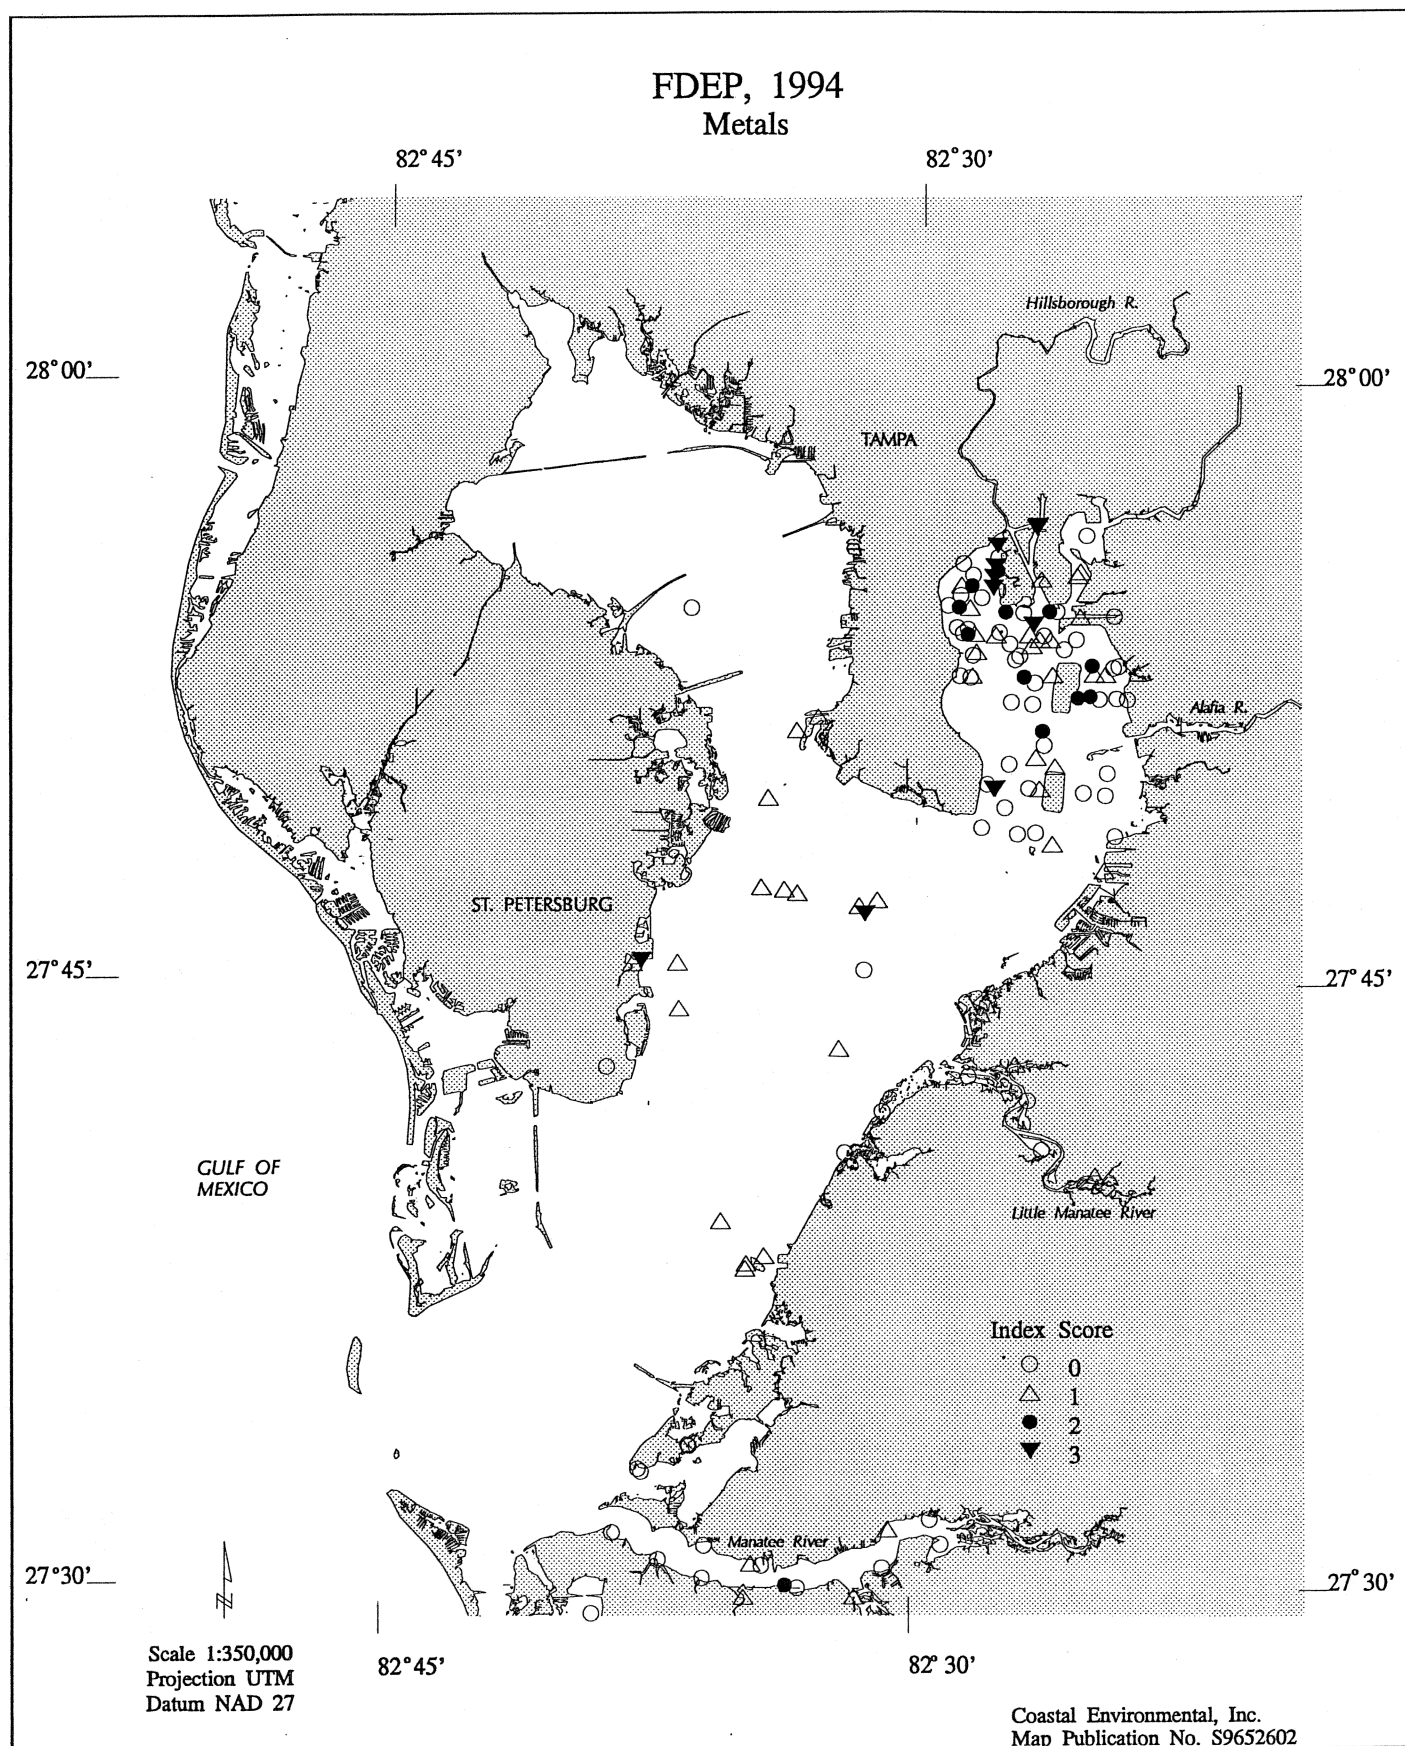 FDEP, 1994
Metals
82°45'
82°30'
Hillsborough R.
28°00'
28°00'
TAMPA
Alafia R.
ST. PETERSBURG
27°45'
27°45'
GULF OF
MEXICO
Little Manatee River
Index Score
0
1
2
3
Manatee River
27°30'
27°30'
N
Scale 1:350,000
Projection UTM
Datum NAD 27
82°45'
82°30'
Coastal Environmental, Inc.
Map Publication No. S9652602